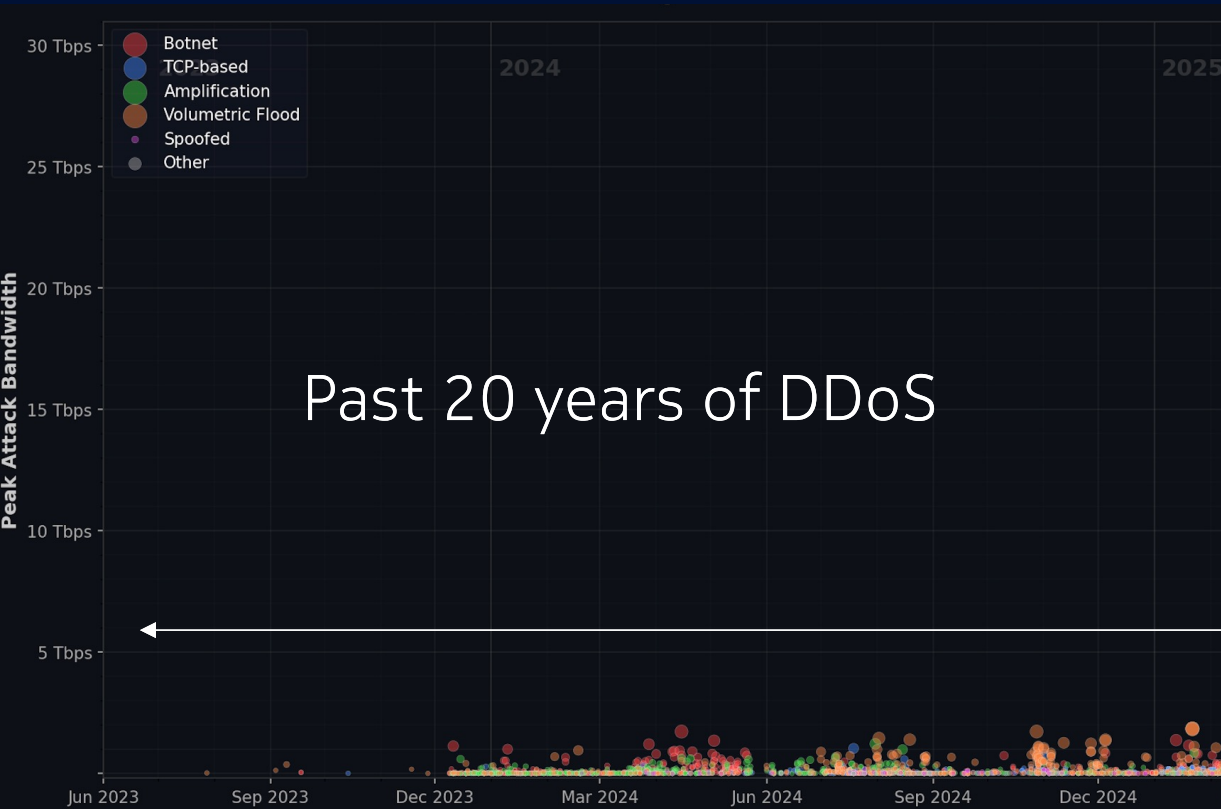 30 Tbps
25 Tbps
20 Tbps
15 Tbps
10 Tbps
5 Tbps
Peak Attack Bandwidth
Botnet
TCP-based
Amplification
Volumetric Flood
Spoofed
Other
2024
2025
Past 20 years of DDoS
Jun 2023
Sep 2023
Dec 2023
Mar 2024
Jun 2024
Sep 2024
Dec 2024